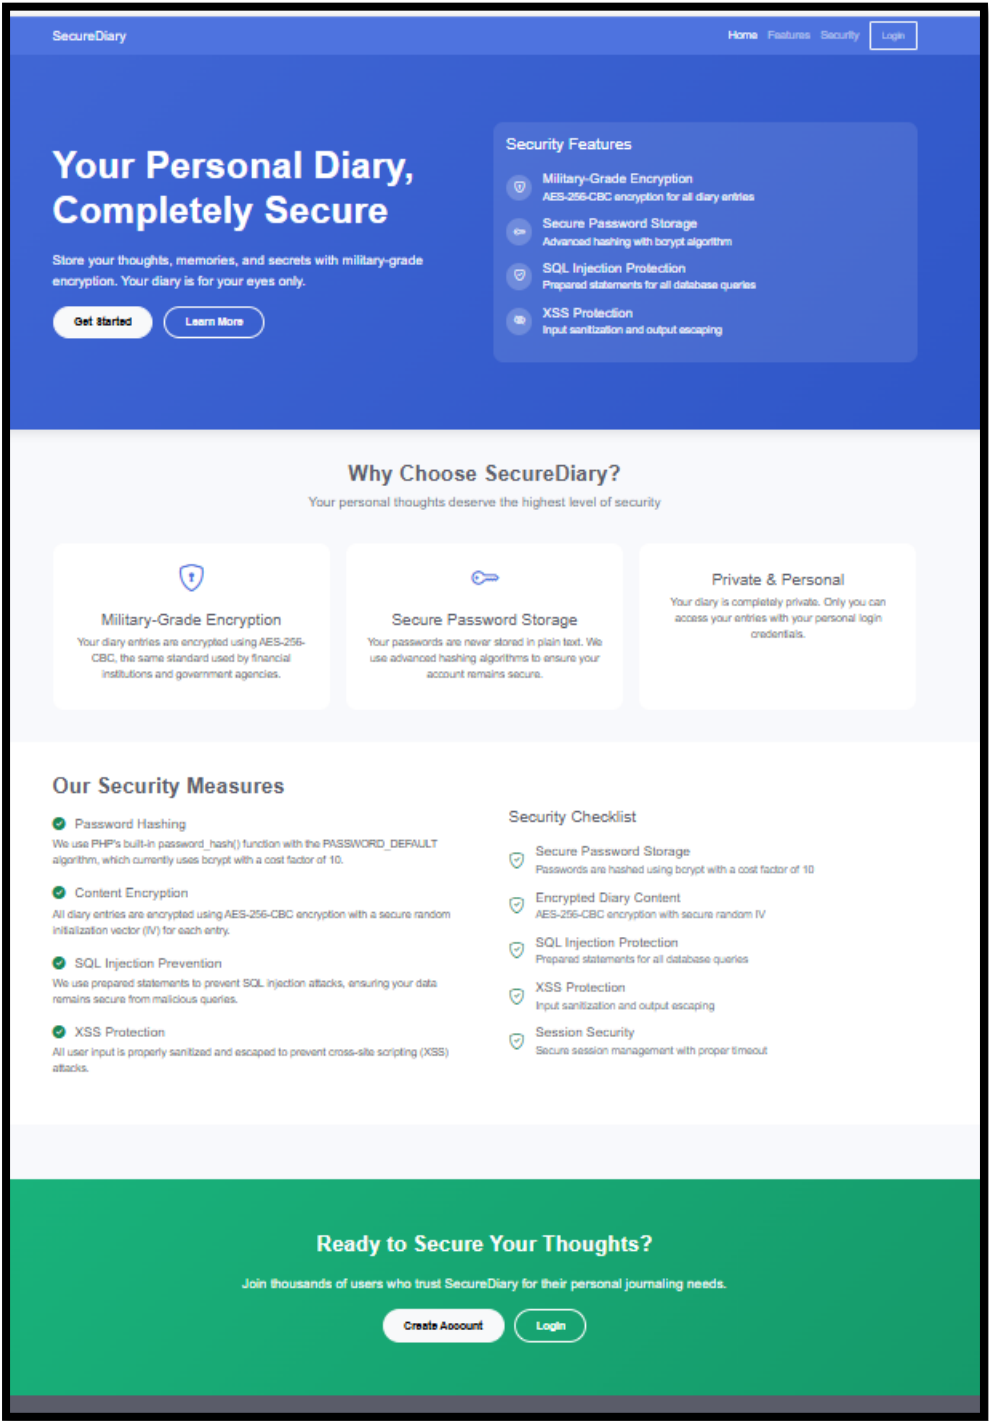 SecureDiary
Home Features Security Login
Your Personal Diary,
Completely Secure
Store your thoughts, memories, and secrets with military-grade
encryption. Your diary is for your eyes only.
Get Started Learn More
Security Features
Military-Grade Encryption
AES-256-CBC encryption for all diary entries
Secure Password Storage
Advanced hashing with bcrypt algorithm
SQL Injection Protection
Prepared statements for all database queries
XSS Protection
Input sanitization and output escaping
Why Choose SecureDiary?
Your personal thoughts deserve the highest level of security
Military-Grade Encryption
Your diary entries are encrypted using AES-256-
CBC, the same standard used by financial
institutions and government agencies.
Secure Password Storage
Your passwords are never stored in plain text. We
use advanced hashing algorithms to ensure your
account remains secure.
Private & Personal
Your diary is completely private. Only you can
access your entries with your personal login
credentials.
Our Security Measures
Password Hashing
We use PHP's built-in password_hash() function with the PASSWORD_DEFAULT
algorithm, which currently uses bcrypt with a cost factor of 10.
Content Encryption
All diary entries are encrypted using AES-256-CBC encryption with a secure random
initialization vector (IV) for each entry.
SQL Injection Prevention
We use prepared statements to prevent SQL injection attacks, ensuring your data
remains secure from malicious queries.
XSS Protection
All user input is properly sanitized and escaped to prevent cross-site scripting (XSS)
attacks.
Security Checklist
Secure Password Storage
Passwords are hashed using bcrypt with a cost factor of 10
Encrypted Diary Content
AES-256-CBC encryption with secure random IV
SQL Injection Protection
Prepared statements for all database queries
XSS Protection
Input sanitization and output escaping
Session Security
Secure session management with proper timeout
Ready to Secure Your Thoughts?
Join thousands of users who trust SecureDiary for their personal journaling needs.
Create Account Login